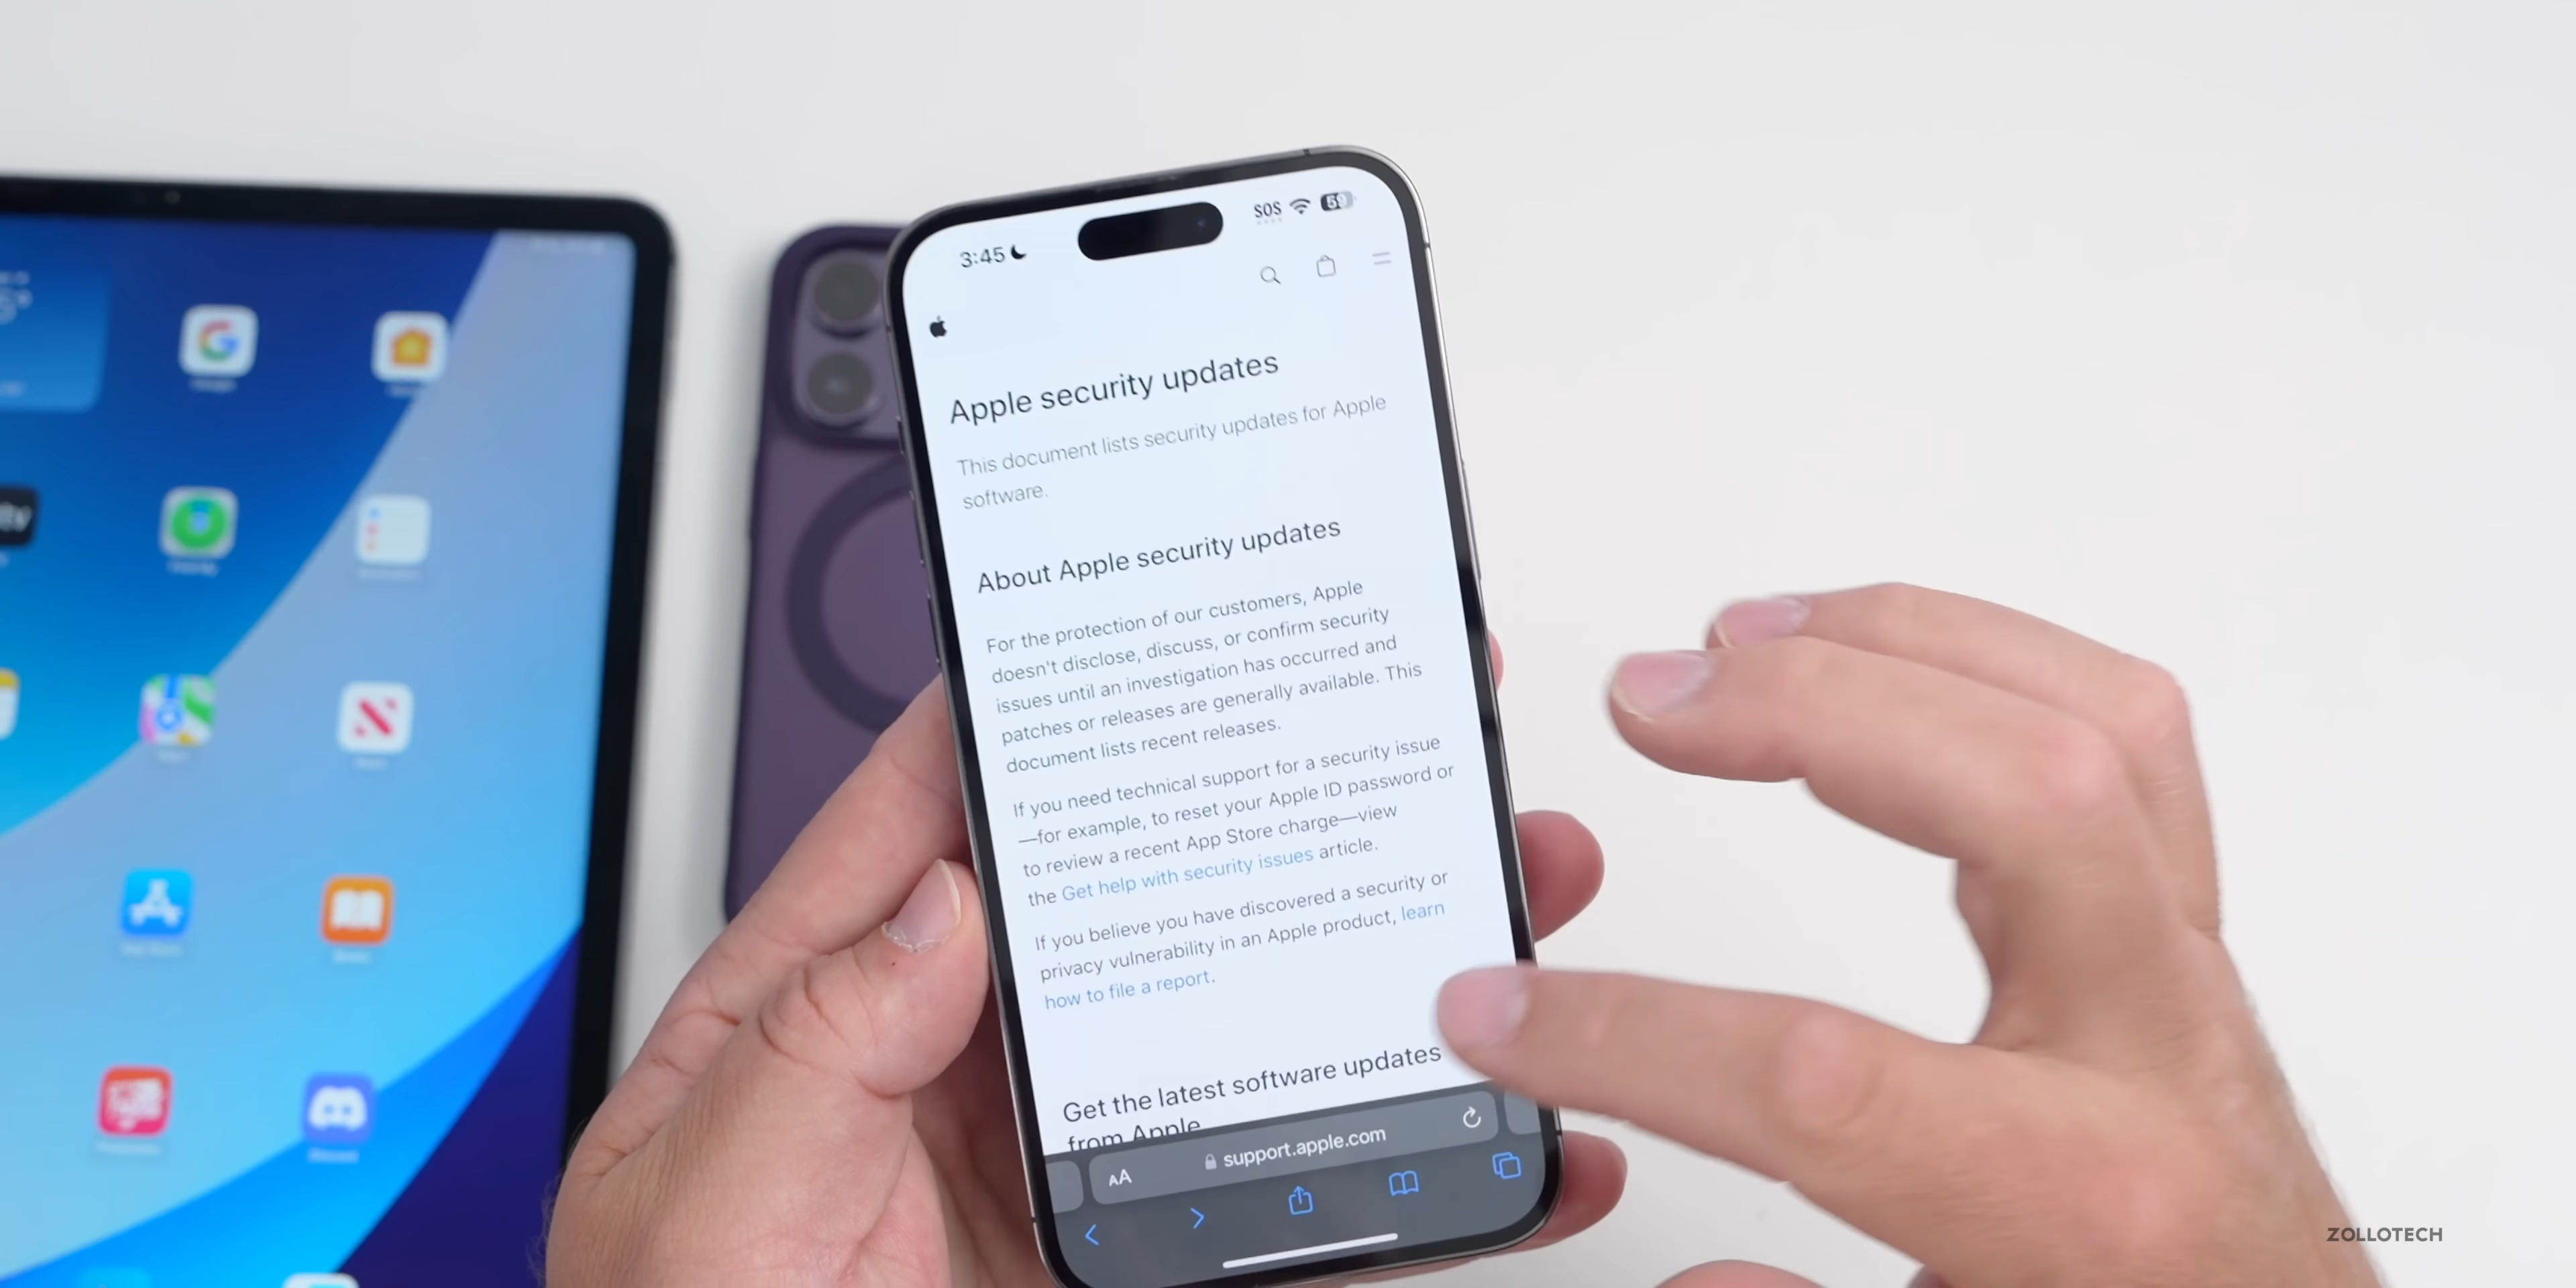 3:45
SOS
59
Apple security updates
This document lists security updates for Apple
software.
About Apple security updates
For the protection of our customers, Apple
doesn't disclose, discuss, or confirm security
issues until an investigation has occurred and
patches or releases are generally available. This
document lists recent releases.
If you need technical support for a security issue
—for example, to reset your Apple ID password or
to review a recent App Store charge—view
the Get help with security issues article.
If you believe you have discovered a security or
privacy vulnerability in an Apple product, learn
how to file a report.
Get the latest software updates
from Apple
AA
support.apple.com
tv
ZOLLOTECH